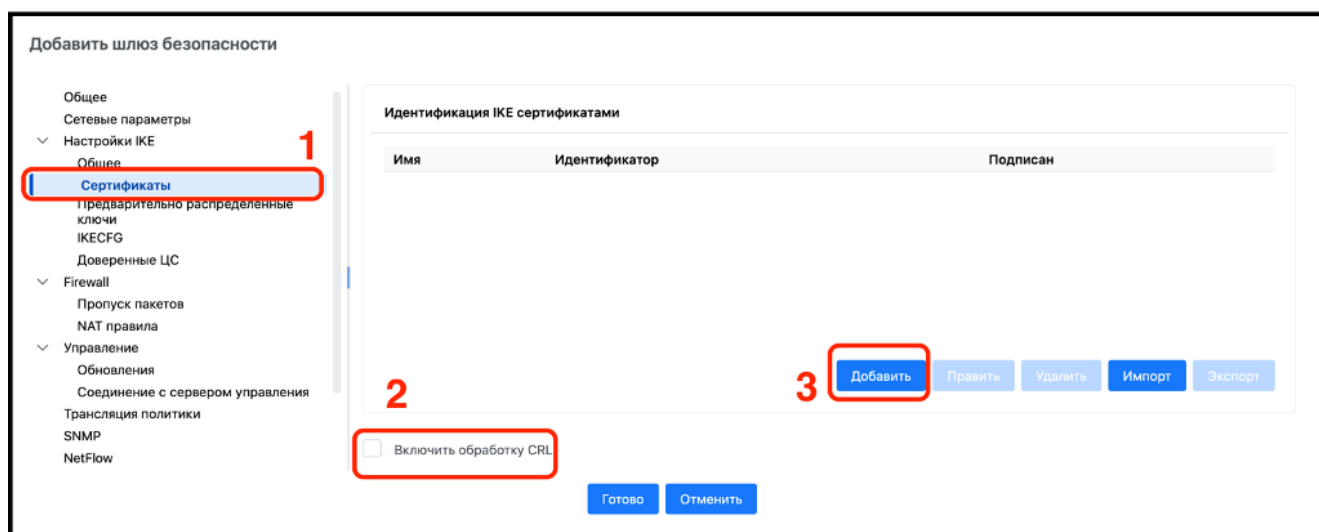 Добавить шлюз безопасности
Общее
Сетевые параметры
Настройки IKE
1
Общее
Сертификаты
Предварительно распределенные
ключи
IKECFG
Доверенные ЦС
Firewall
Пропуск пакетов
NAT правила
Управление
Обновления
Соединение с сервером управления
Трансляция политики
SNMP
NetFlow
Идентификация IKE сертификатами
Имя Идентификатор Подписан
3
Добавить Править Удалить Импорт Экспорт
2
Включить обработку CRL
Готово Отменить